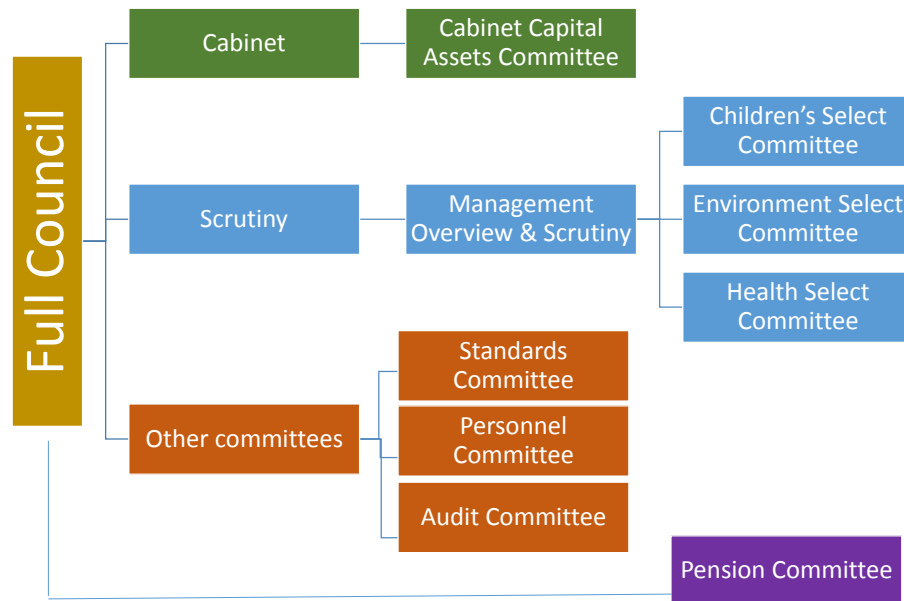 Full Council
Cabinet
Cabinet Capital
Assets Committee
Scrutiny
Management
Overview & Scrutiny
Children’s Select
Committee
Environment Select
Committee
Health Select
Committee
Other committees
Standards
Committee
Personnel
Committee
Audit Committee
Pension Committee